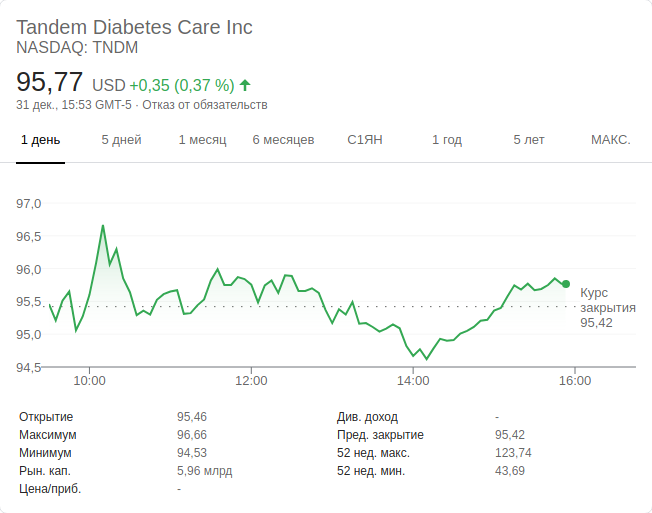 Tandem Diabetes Care Inc
NASDAQ: TNDM
95,77 USD +0,35 (0,37 %)
31 дек., 15:53 GMT-5 · Отказ от обязательств
1 день 5 дней 1 месяц 6 месяцев С1ЯН 1 год 5 лет МАКС.
97,0
96,5
96,0
95,5
95,0
94,5
Курс
закрытия
95,42
10:00 12:00 14:00 16:00
Открытие 95,46 Див. доход -
Максимум 96,66 Пред. закрытие 95,42
Минимум 94,53 52 нед. макс. 123,74
Рын. кап. 5,96 млрд 52 нед. мин. 43,69
Цена/приб. -